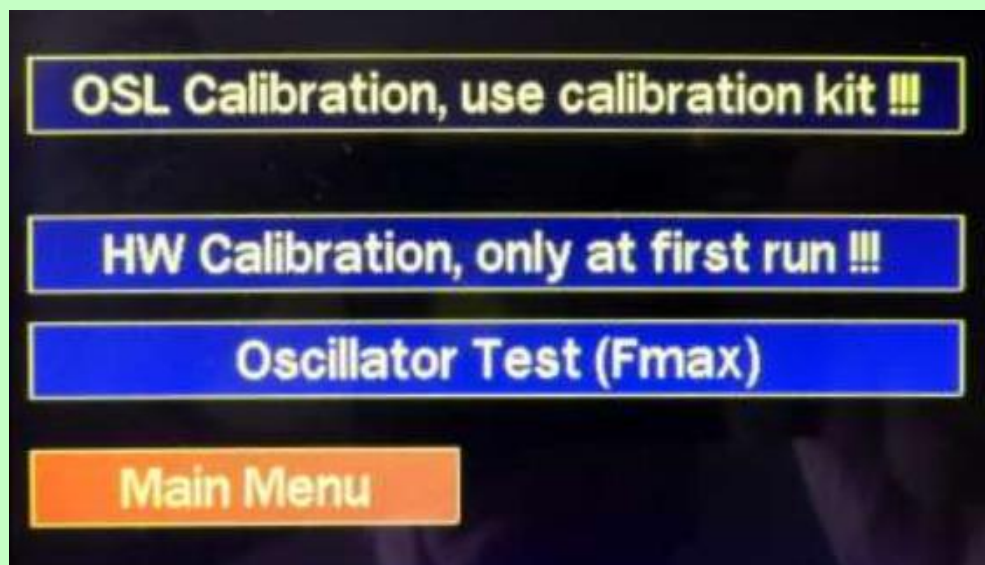 OSL Calibration, use calibration kit !!!
HW Calibration, only at first run !!!
Oscillator Test (Fmax)
Main Menu